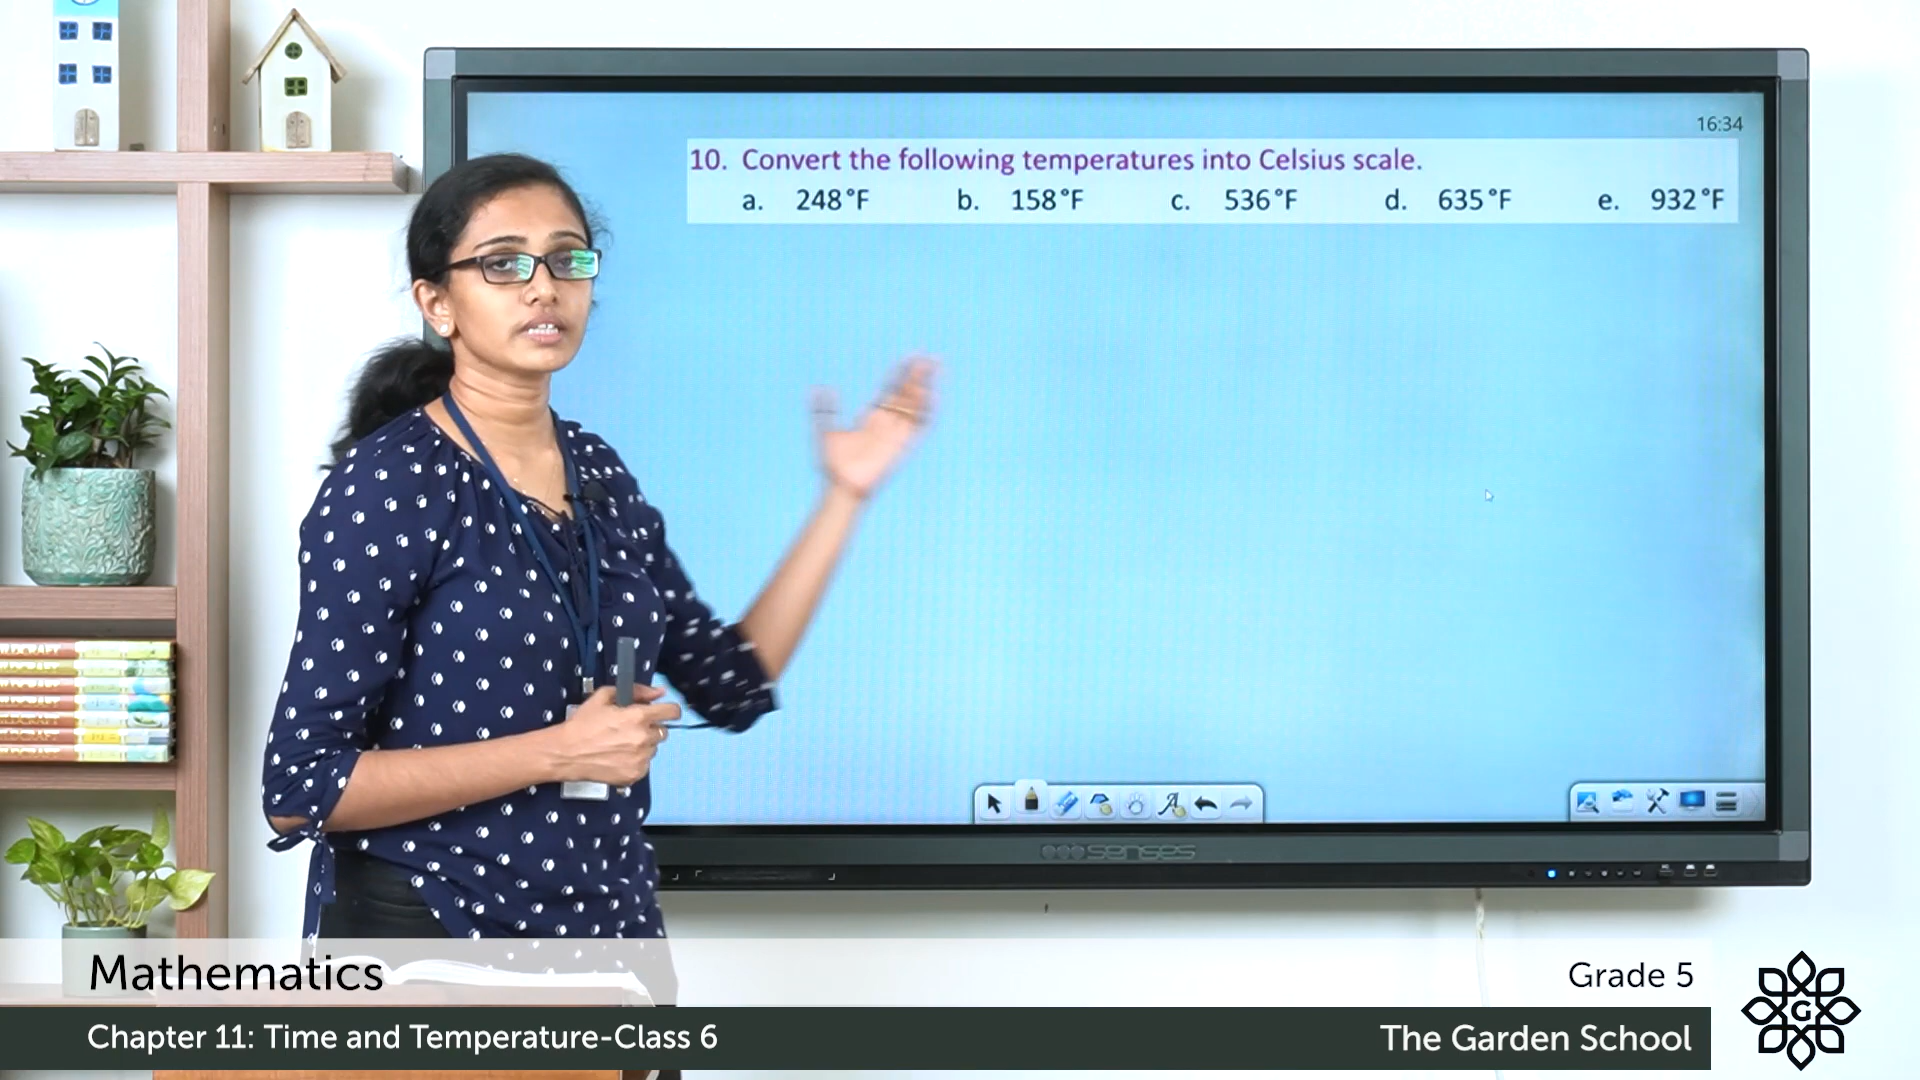 16:34
10. Convert the following temperatures into Celsius scale.
a. 248°F b. 158°F c. 536°F d. 635°F e. 932°F
senses
Mathematics
Grade 5
Chapter 11: Time and Temperature-Class 6
The Garden School
G